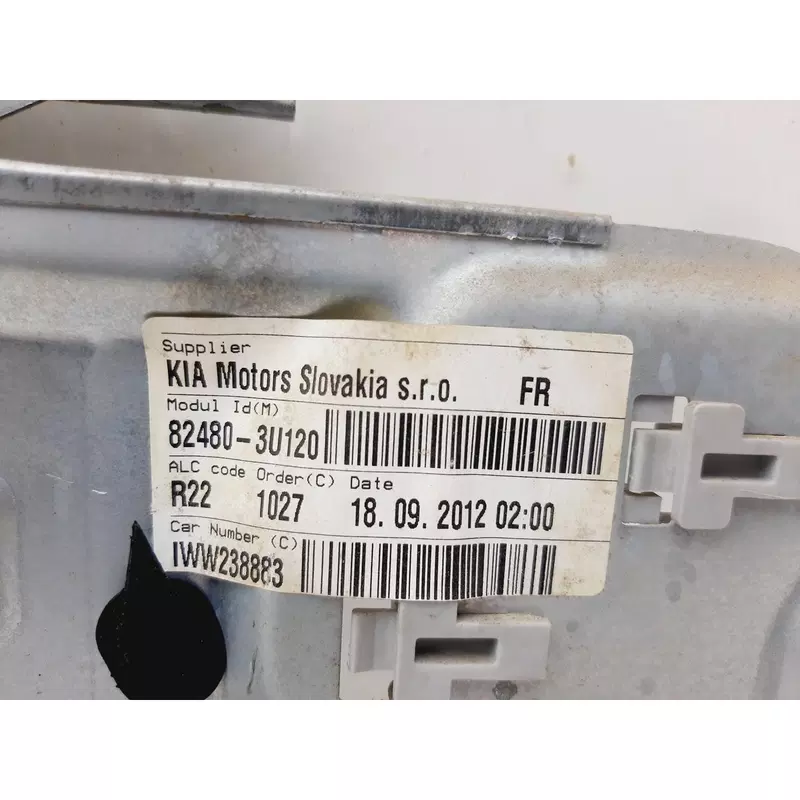 Supplier
KIA Motors Slovakia s.r.o. FR
Modul Id(M)
82480-3U120
ALC code Order(C) Date
R22 1027 18. 09. 2012 02:00
Car Number (C)
IWW238883